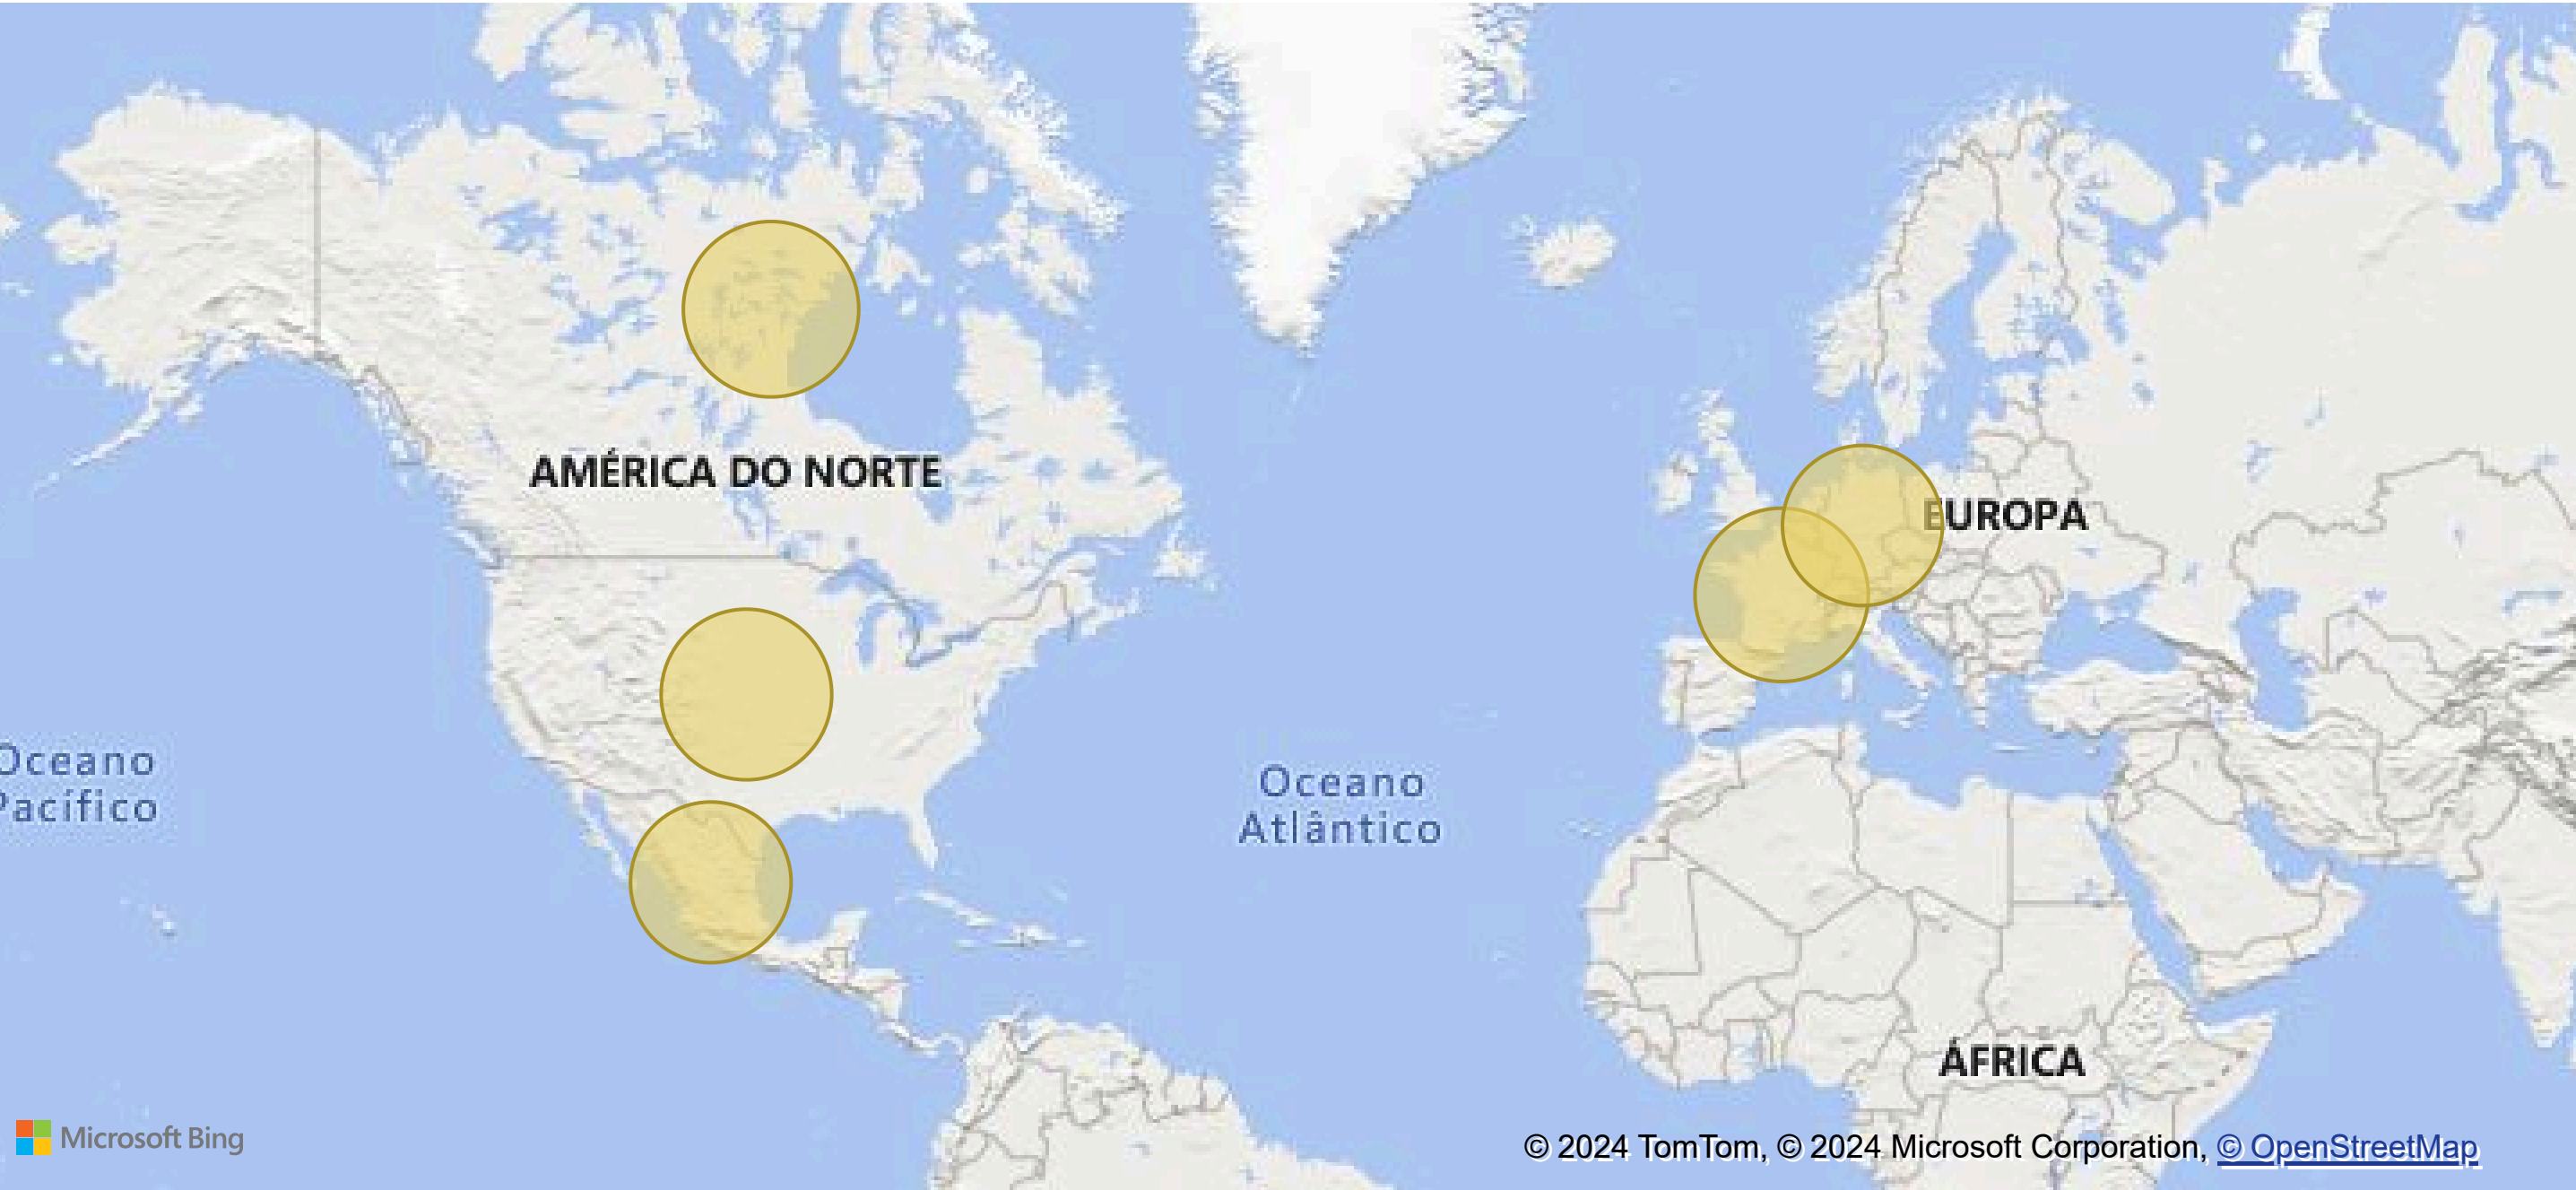 AMÉRICA DO NORTE
EUROPA
Oceano
Pacífico
Oceano
Atlântico
ÁFRICA
Microsoft Bing
© 2024 TomTom, © 2024 Microsoft Corporation, © OpenStreetMap